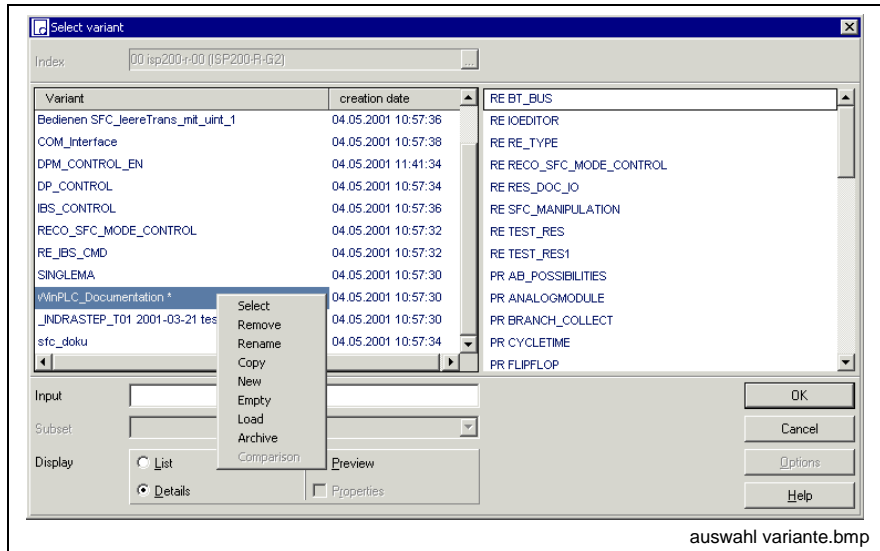 Select variant
Index 00 isp200-r-00 (ISP200-R-G2) ...
Variant creation date
Bedienen SFC_leereTrans_mit_uint_1 04.05.2001 10:57:36
COM_Interface 04.05.2001 10:57:38
DPM_CONTROL_EN 04.05.2001 11:41:34
DP_CONTROL 04.05.2001 10:57:34
IBS_CONTROL 04.05.2001 10:57:36
RECO_SFC_MODE_CONTROL 04.05.2001 10:57:32
RE_IBS_CMD 04.05.2001 10:57:32
SINGLEMA 04.05.2001 10:57:30
WinPLC_Documentation * 04.05.2001 10:57:30
_INDRASTEP_T01 2001-03-21 tes 04.05.2001 10:57:30
sfc_doku 04.05.2001 10:57:34
RE BT_BUS
RE IOEDITOR
RE RE_TYPE
RE RECO_SFC_MODE_CONTROL
RE RES_DOC_IO
RE SFC_MANIPULATION
RE TEST_RES
RE TEST_RES1
PR AB_POSSIBILITIES
PR ANALOGMODULE
PR BRANCH_COLLECT
PR CYCLETIME
PR FLIPFLOP
Select
Remove
Rename
Copy
New
Empty
Load
Archive
Comparison
Input
Subset
Display List Preview
Details Properties
OK
Cancel
Options
Help
auswahl variante.bmp